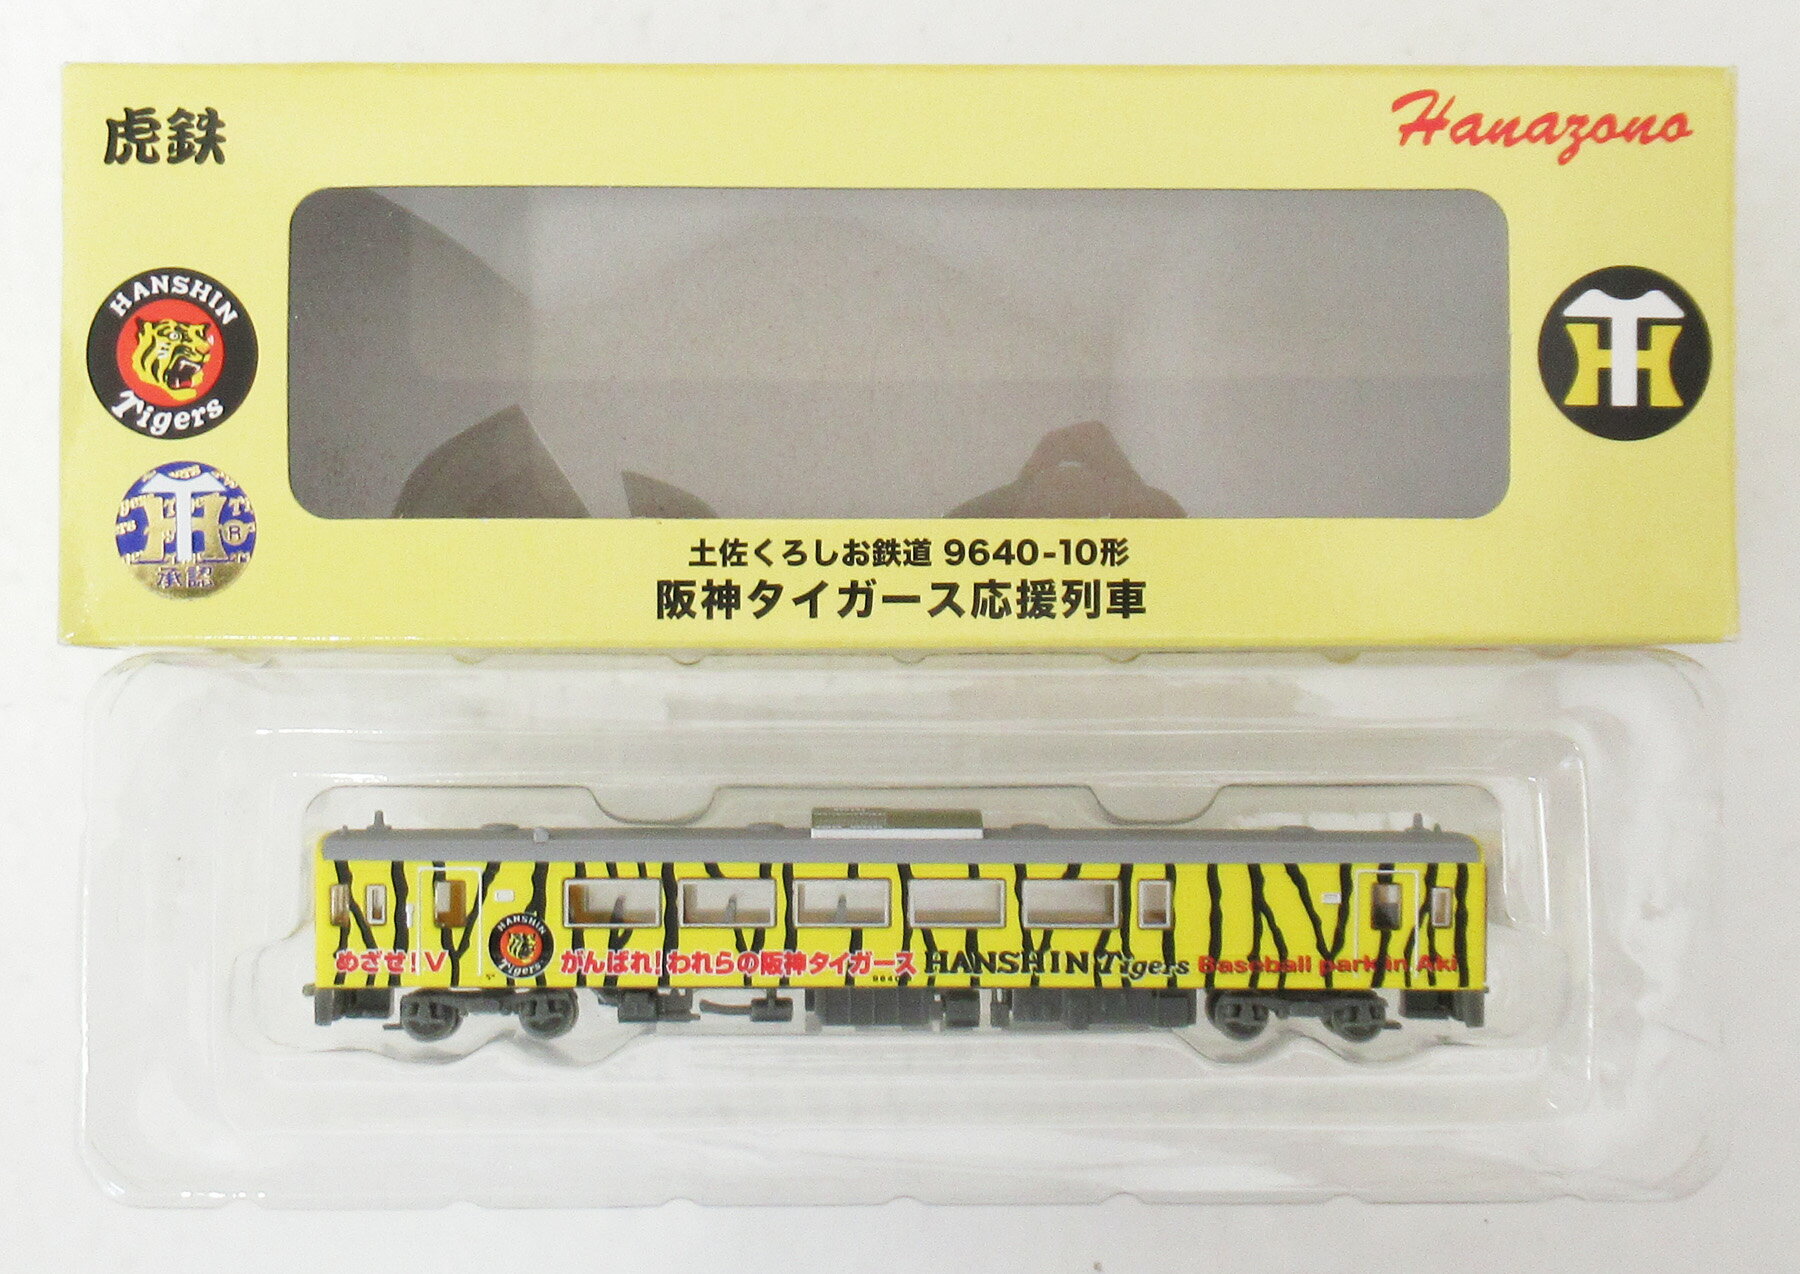 虎鉄
Hanazono
HANSHIN
Tigers
TH
TH
®
承認
土佐くろしお鉄道 9640-10形
阪神タイガース応援列車
HANSHIN
Tigers
めざせ!V
がんばれ!われらの阪神タイガース
HANSHIN Tigers
Baseball park in Aki